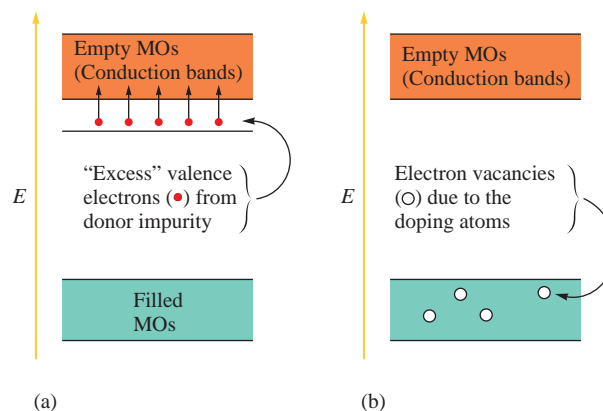 Empty MOs
(Conduction bands)
E
“Excess” valence
electrons ( ) from
donor impurity
Filled
MOs
(a)
Empty MOs
(Conduction bands)
E
Electron vacancies
( ) due to the
doping atoms
(b)